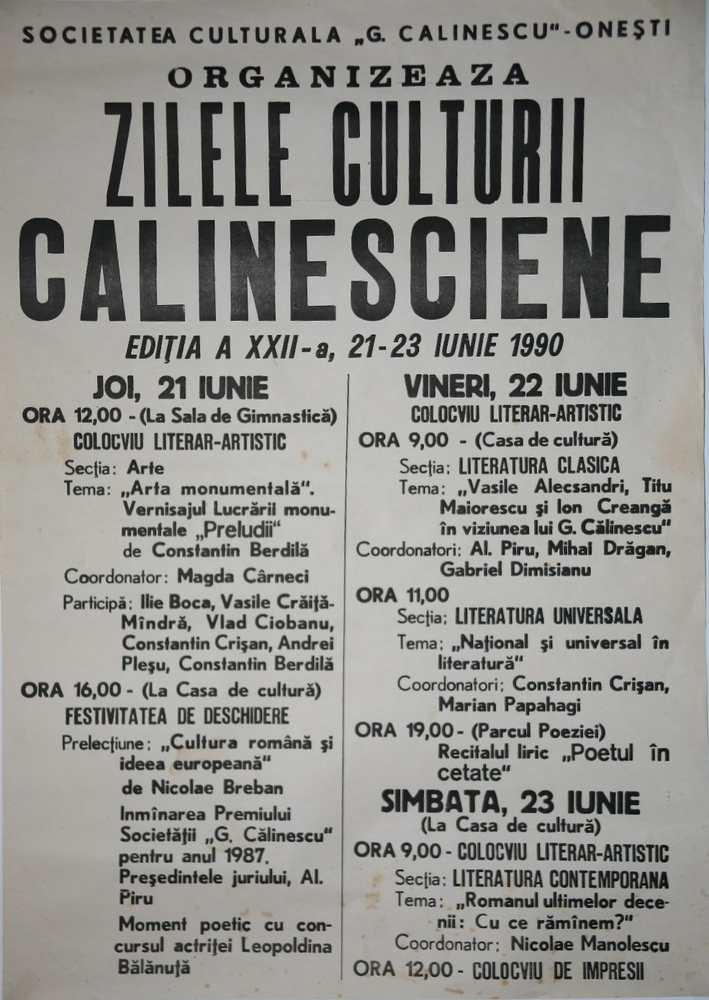 SOCIETATEA CULTURALA „G. CALINESCU“-ONEŞTI
ORGANIZEAZA
ZILELE CULTURII
CALINESCIENE
EDIŢIA A XXII-a, 21-23 IUNIE 1990
JOI, 21 IUNIE
ORA 12,00 - (La Sala de Gimnastică)
COLOCVIU LITERAR-ARTISTIC
Secţia: Arte
Tema: „Arta monumentală“.
Vernisajul Lucrării monu-
mentale „Preludii“
de Constantin Berdilă
Coordonator: Magda Cârneci
Participă: Ilie Boca, Vasile Crăiţă-
Mîndră, Vlad Ciobanu,
Constantin Crişan, Andrei
Pleşu, Constantin Berdilă
ORA 16,00 - (La Casa de cultură)
FESTIVITATEA DE DESCHIDERE
Prelecţiune: „Cultura română şi
ideea europeană“
de Nicolae Breban
Inmînarea Premiului
Societăţii „G. Călinescu“
pentru anul 1987.
Preşedintele juriului, Al.
Piru
Moment poetic cu con-
cursul actriţei Leopoldina
Bălănuţă
VINERI, 22 IUNIE
COLOCVIU LITERAR-ARTISTIC
ORA 9,00 - (Casa de cultură)
Secţia: LITERATURA CLASICA
Tema: „Vasile Alecsandri, Titu
Maiorescu şi Ion Creangă
în viziunea lui G. Călinescu“
Coordonatori: Al. Piru, Mihai Drăgan,
Gabriel Dimisianu
ORA 11,00
Secţia: LITERATURA UNIVERSALA
Tema: „Naţional şi universal în
literatură“
Coordonatori: Constantin Crişan,
Marian Papahagi
ORA 19,00 - (Parcul Poeziei)
Recitalul liric „Poetul în
cetate“
SIMBATA, 23 IUNIE
(La Casa de cultură)
ORA 9,00 - COLOCVIU LITERAR-ARTISTIC
Secţia: LITERATURA CONTEMPORANA
Tema: „Romanul ultimelor dece-
nii: Cu ce rămînem?“
Coordonator: Nicolae Manolescu
ORA 12,00 - COLOCVIU DE IMPRESII